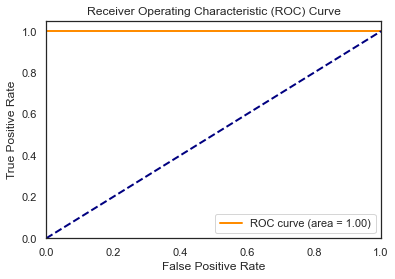 Receiver Operating Characteristic (ROC) Curve
1.0
0.8
0.6
0.4
0.2
0.0
True Positive Rate
ROC curve (area = 1.00)
0.0 0.2 0.4 0.6 0.8 1.0
False Positive Rate